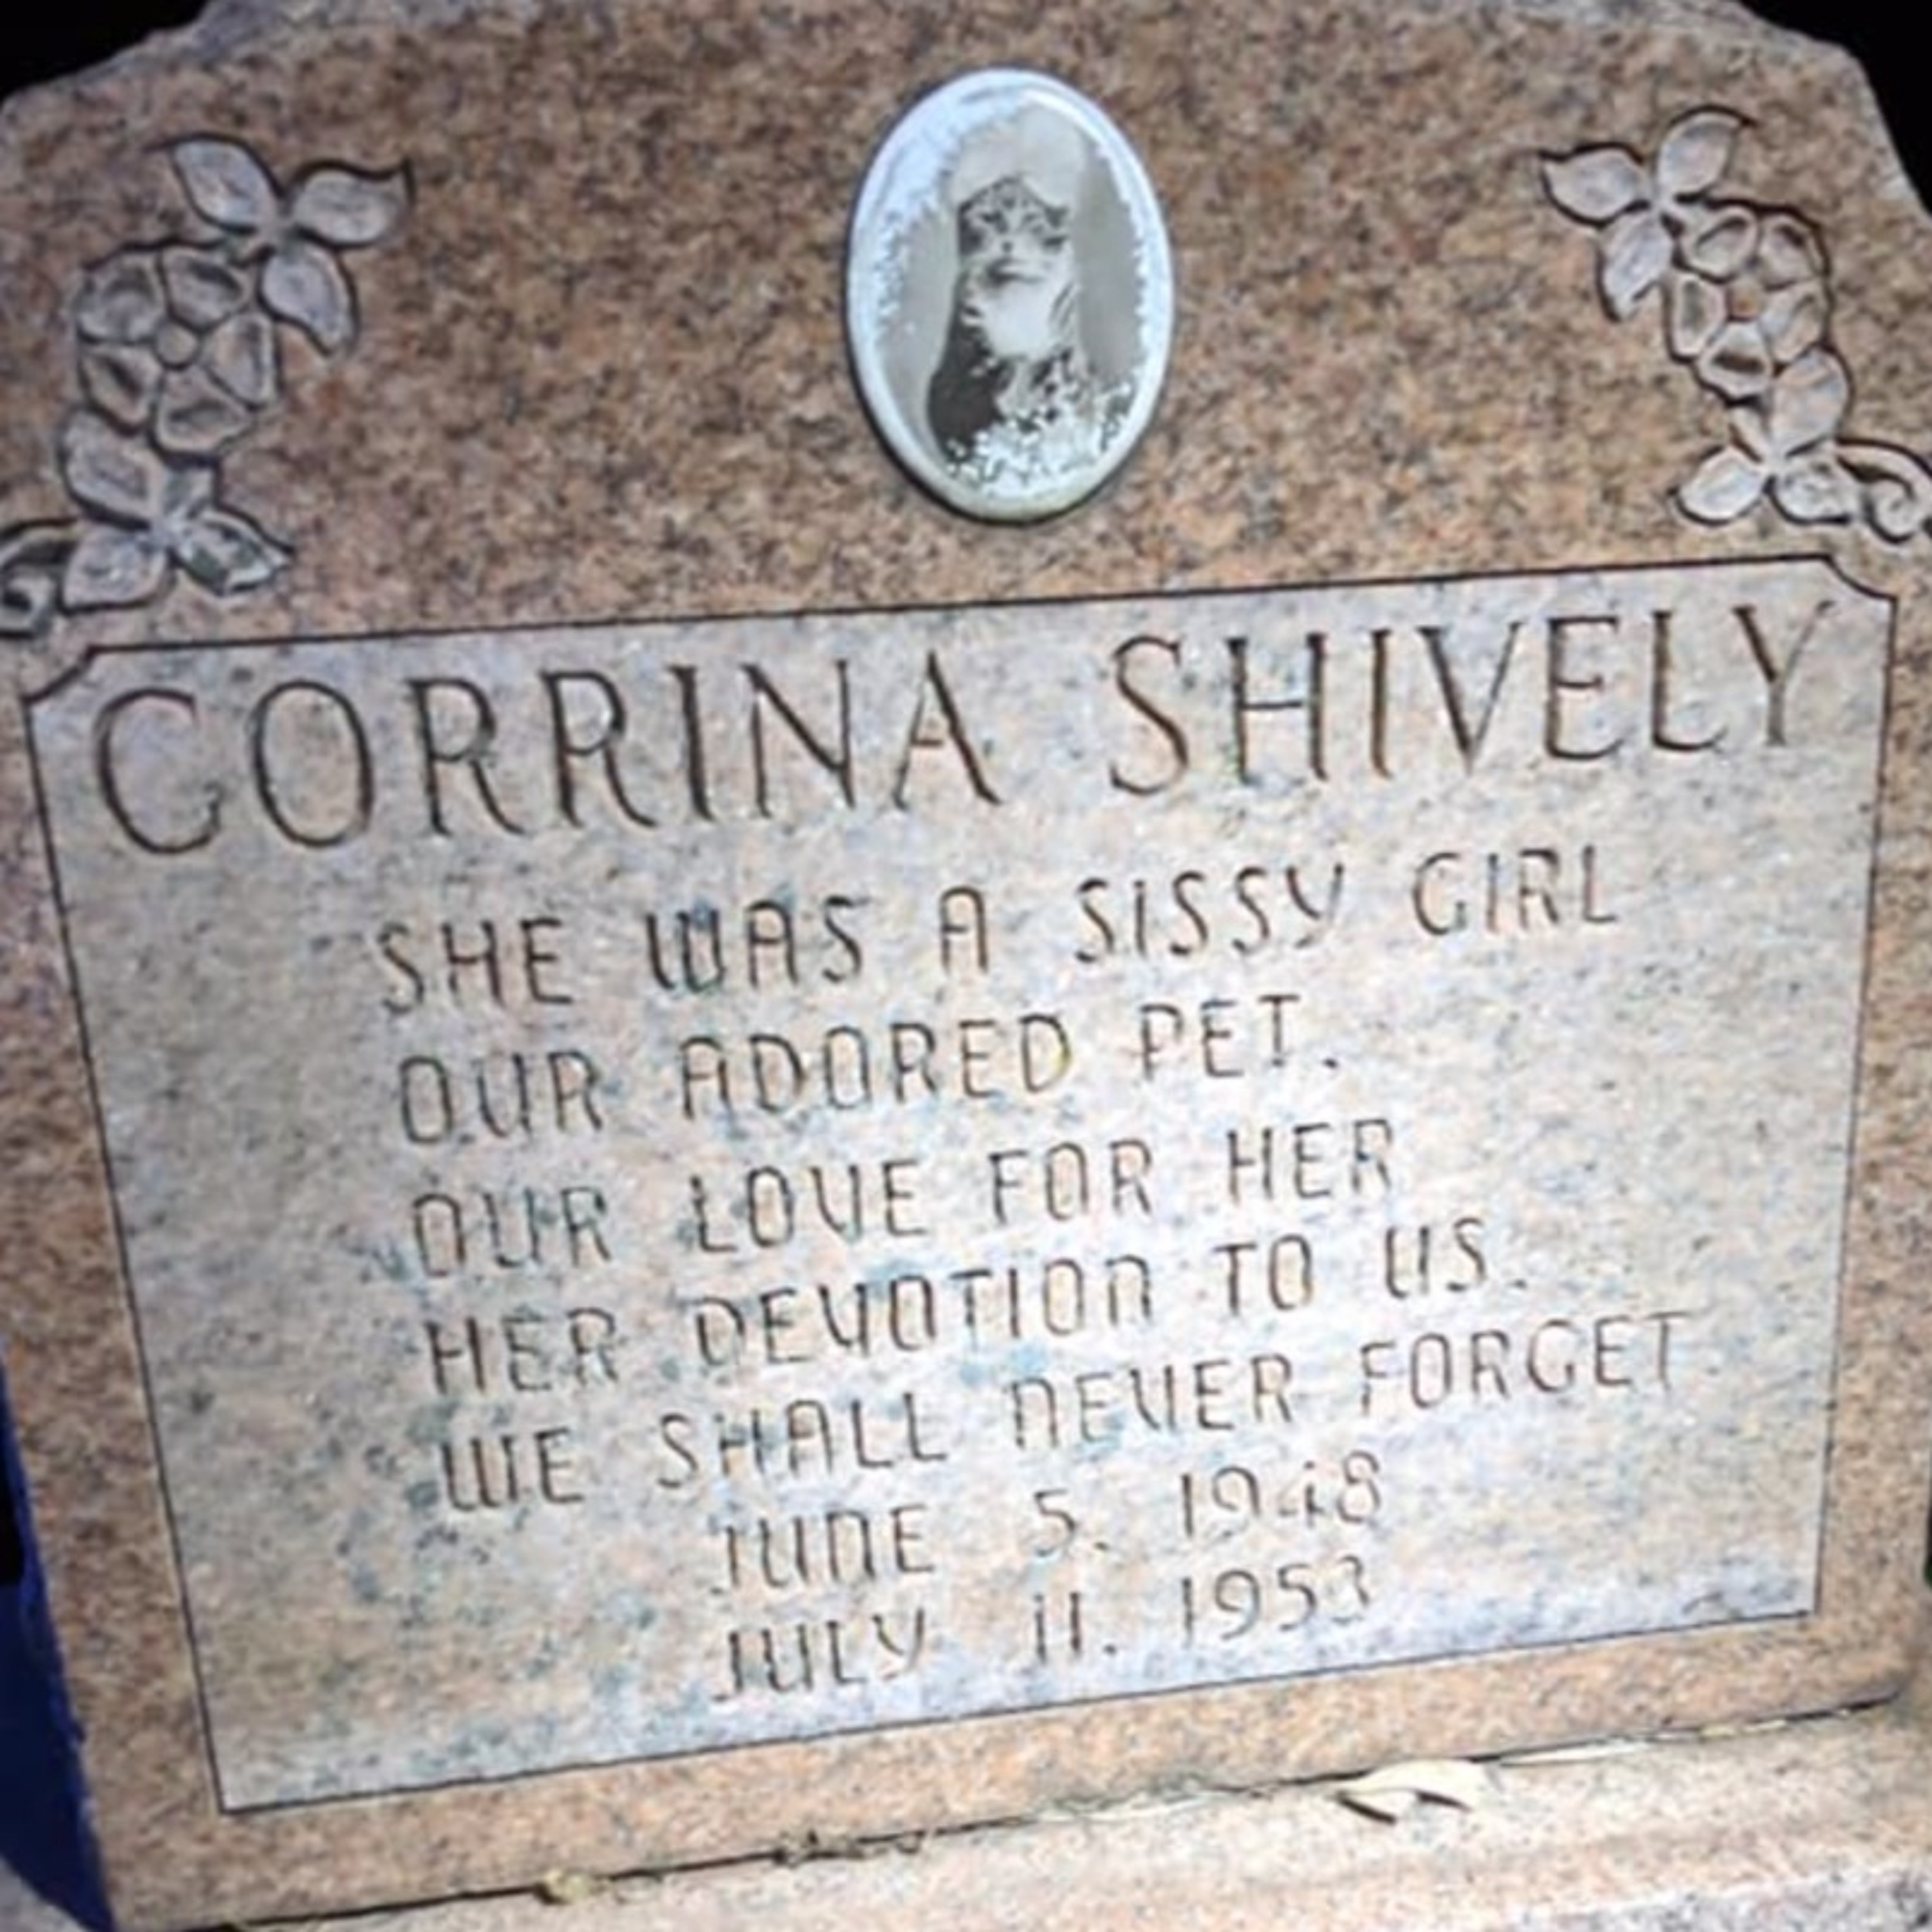 CORRINA SHIVELY
SHE WAS A SISSY GIRL
OUR ADORED PET.
OUR LOVE FOR HER
HER DEVOTION TO US.
WE SHALL NEVER FORGET
JUNE 5. 1948
JULY 11. 1953